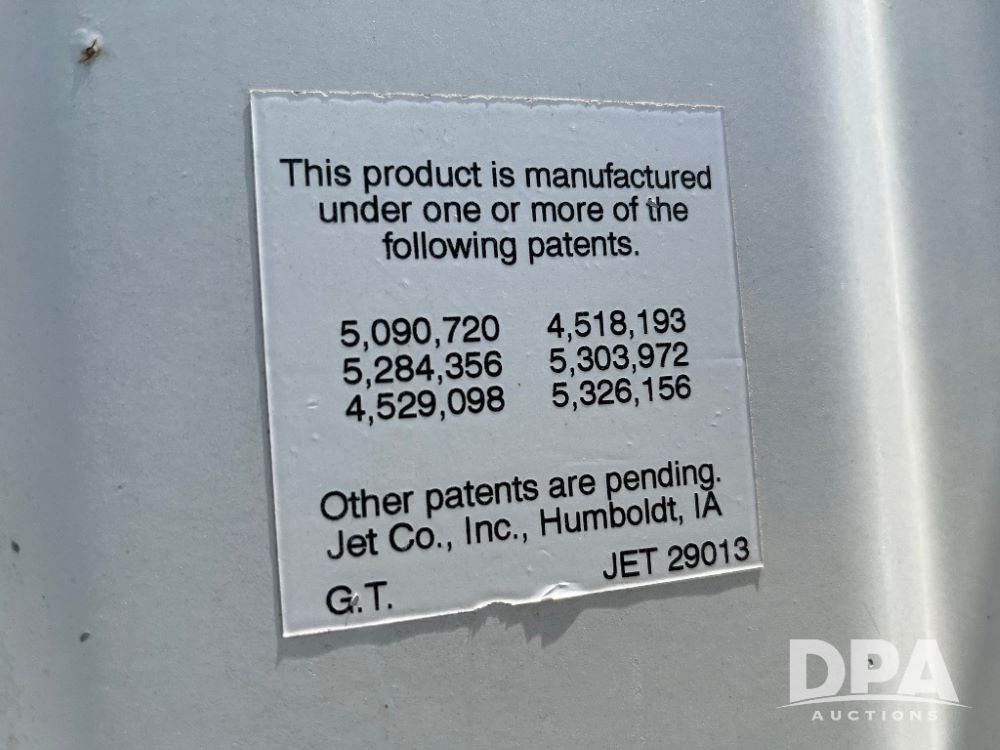 This product is manufactured
under one or more of the
following patents.
5,090,720 4,518,193
5,284,356 5,303,972
4,529,098 5,326,156
Other patents are pending.
Jet Co., Inc., Humboldt, IA
G.T. JET 29013
DPA
AUCTIONS